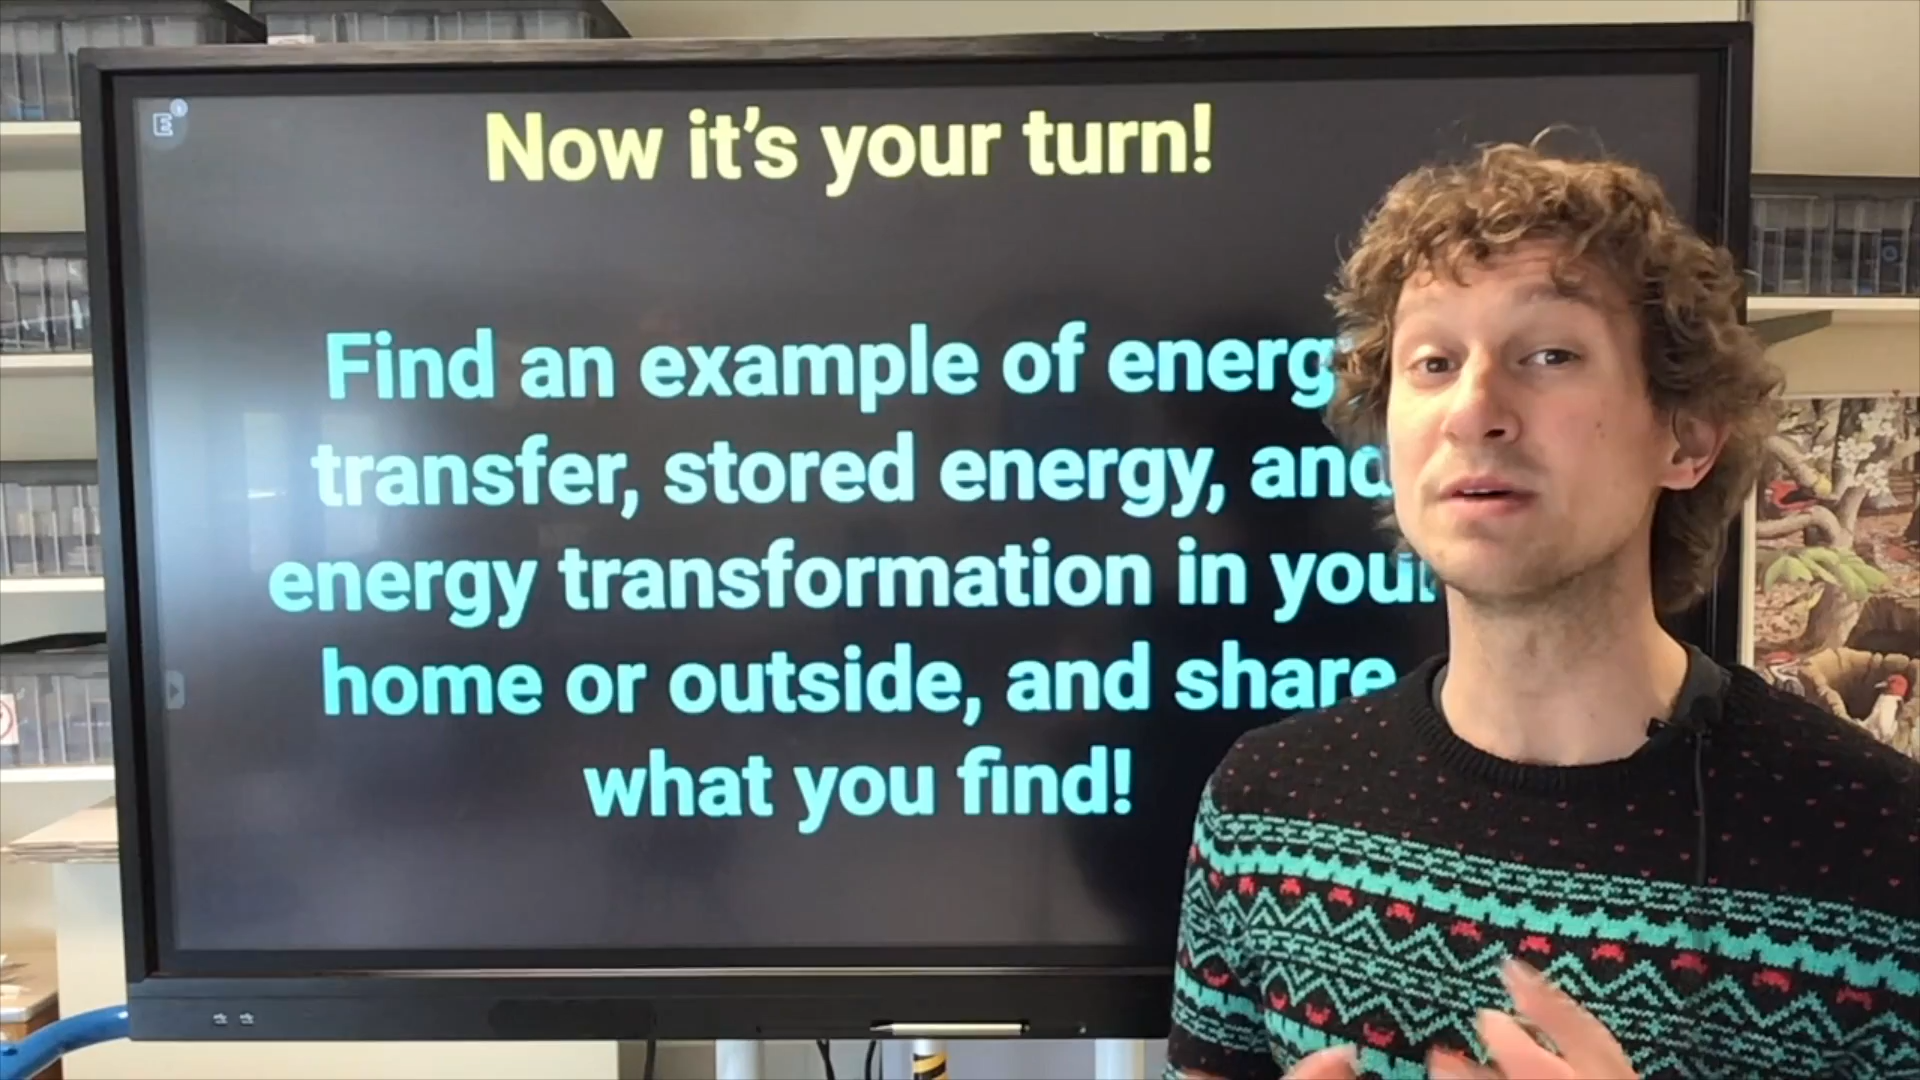 Now it's your turn!
Find an example of energ
transfer, stored energy, and
energy transformation in your
home or outside, and share
what you find!
E